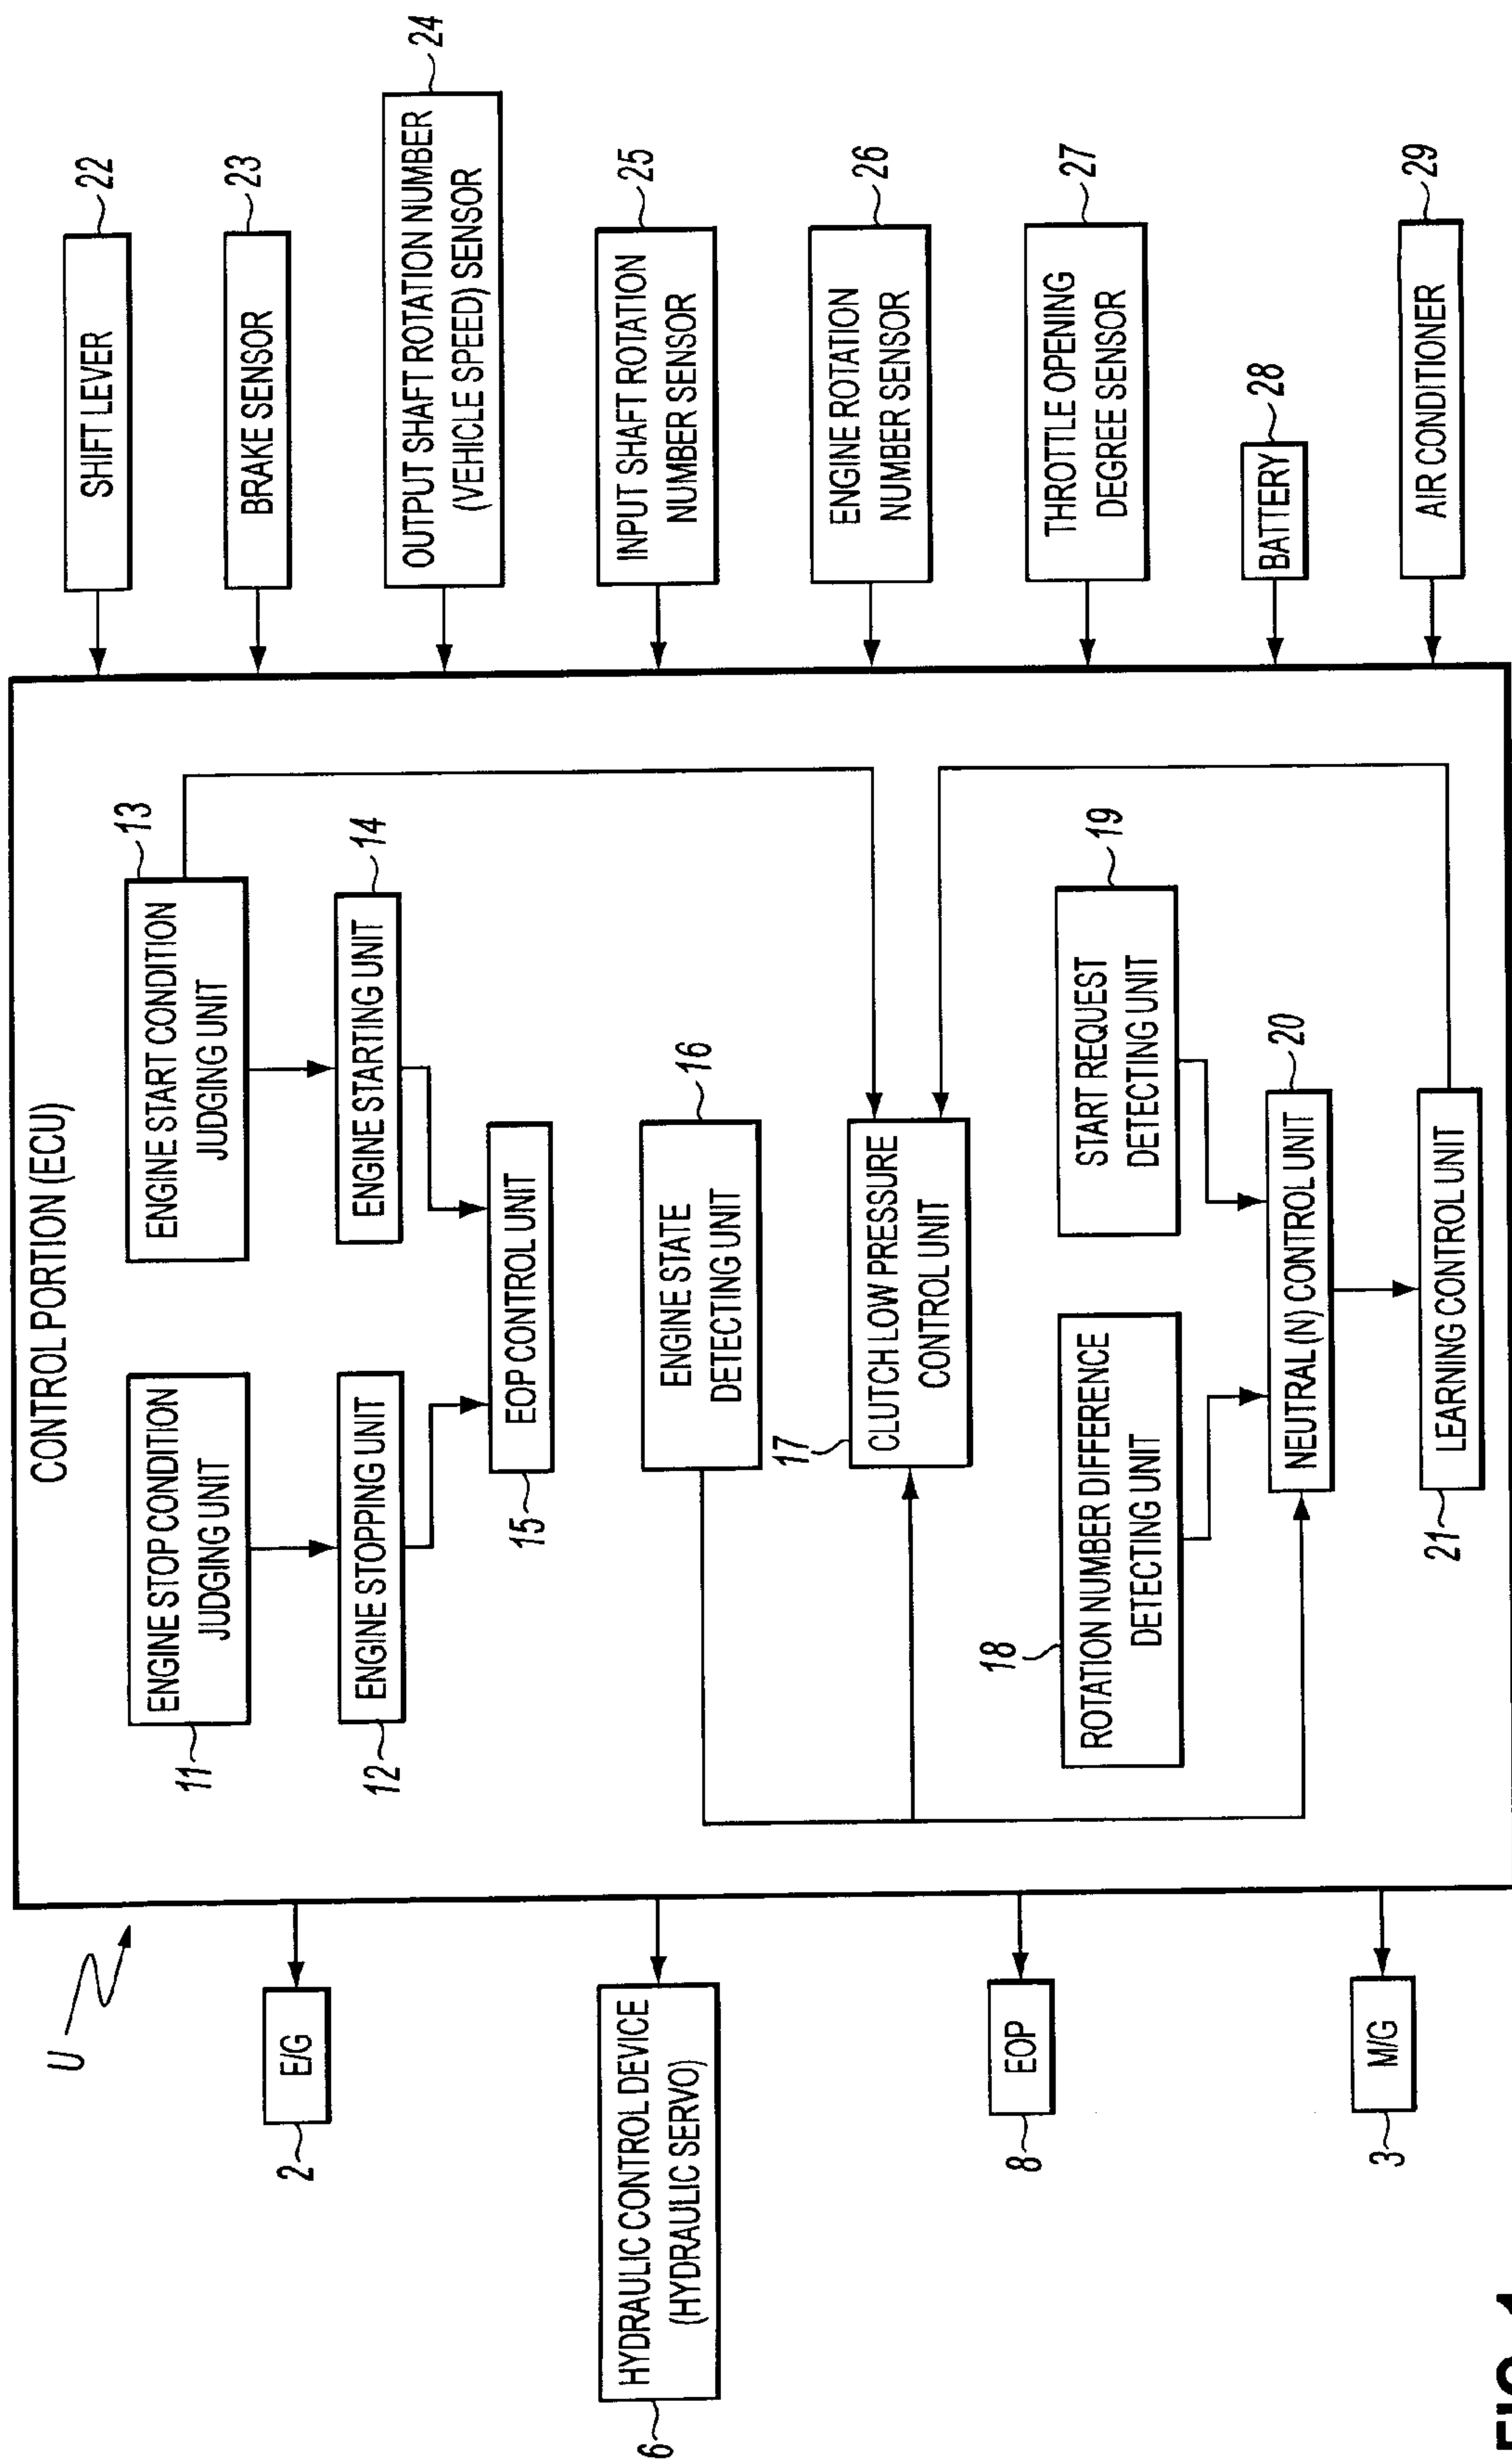 CONTROL PORTION (ECU)
U
11
ENGINE STOP CONDITION
JUDGING UNIT
12
ENGINE STOPPING UNIT
13
ENGINE START CONDITION
JUDGING UNIT
14
ENGINE STARTING UNIT
15
EOP CONTROL UNIT
16
ENGINE STATE
DETECTING UNIT
17
CLUTCH LOW PRESSURE
CONTROL UNIT
18
ROTATION NUMBER DIFFERENCE
DETECTING UNIT
19
START REQUEST
DETECTING UNIT
20
NEUTRAL (N) CONTROL UNIT
21
LEARNING CONTROL UNIT
22
SHIFT LEVER
23
BRAKE SENSOR
24
OUTPUT SHAFT ROTATION NUMBER
(VEHICLE SPEED) SENSOR
25
INPUT SHAFT ROTATION
NUMBER SENSOR
26
ENGINE ROTATION
NUMBER SENSOR
27
THROTTLE OPENING
DEGREE SENSOR
28
BATTERY
29
AIR CONDITIONER
2
E/G
6
HYDRAULIC CONTROL DEVICE
(HYDRAULIC SERVO)
8
EOP
3
M/G